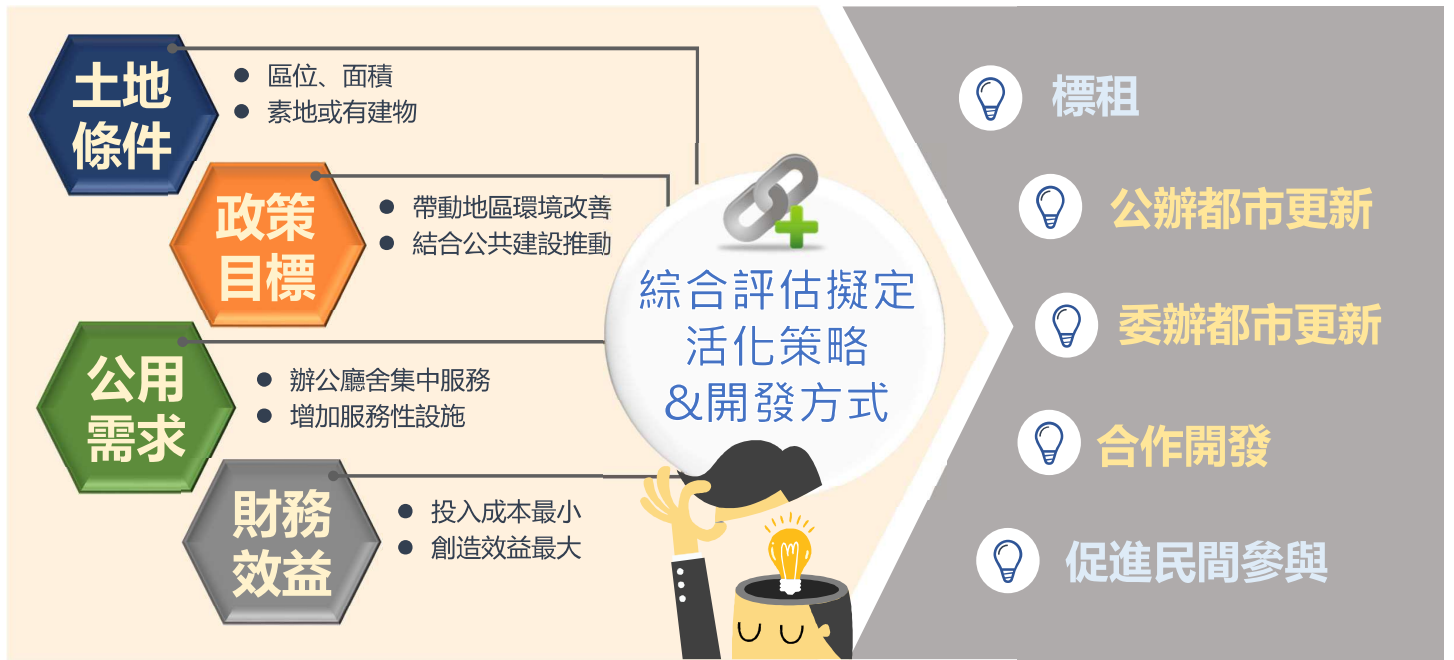 土地
條件
● 區位、面積
● 素地或有建物
政策
目標
● 帶動地區環境改善
● 結合公共建設推動
公用
需求
● 辦公廳舍集中服務
● 增加服務性設施
財務
效益
● 投入成本最小
● 創造效益最大
綜合評估擬定
活化策略
&開發方式
標租
公辦都市更新
委辦都市更新
合作開發
促進民間參與